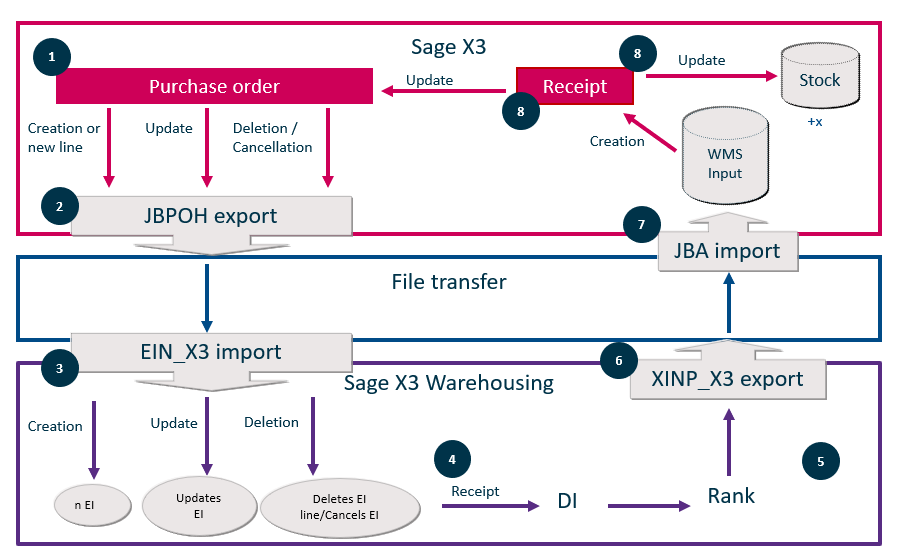 Sage X3
1
8
Purchase order
Update
Receipt
Update
Stock
8
+x
Creation or
new line
Update
Deletion /
Cancellation
Creation
WMS
Input
2
JBPOH export
7
JBA import
File transfer
EIN_X3 import
3
6
Sage X3 Warehousing
XINP_X3 export
Creation
Update
Deletion
4
5
n EI
Updates
EI
Deletes EI
line/Cancels EI
Receipt
DI
Rank